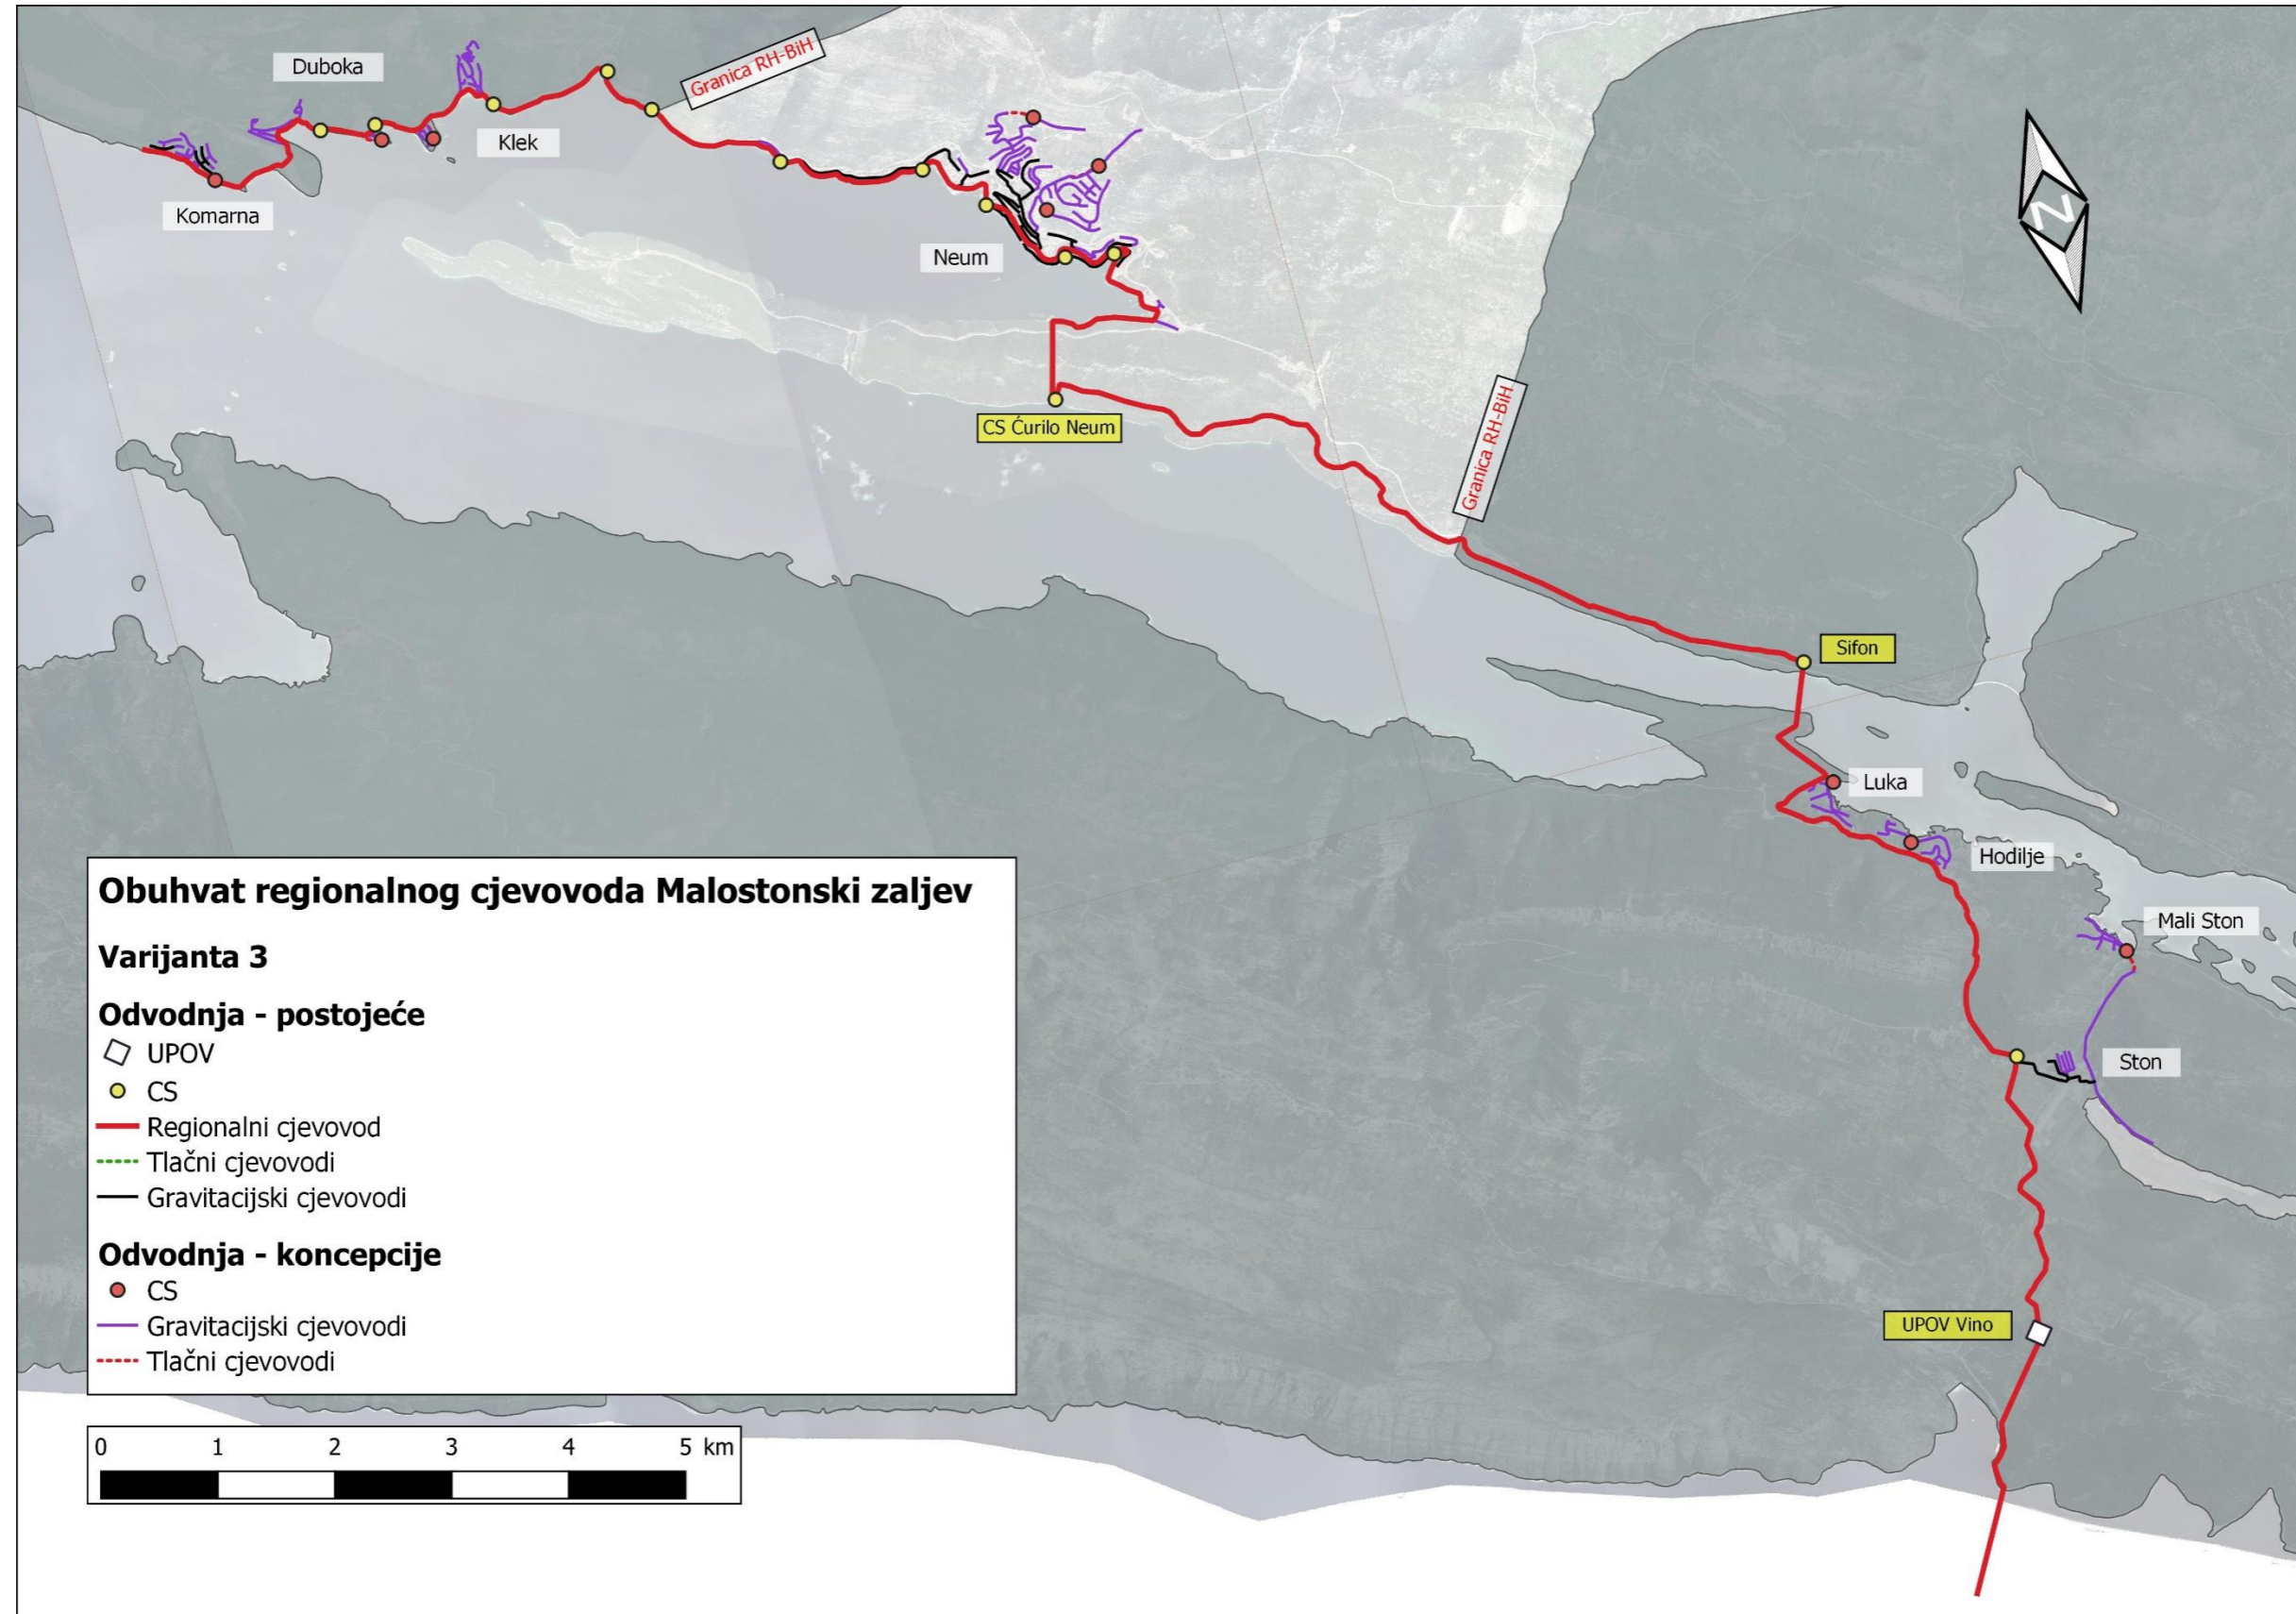 Duboka
Granica RH-BiH
Klek
Komarna
Neum
N
CS Ćurilo Neum
Granica RH-BiH
Sifon
Luka
Hodilje
Mali Ston
Ston
UPOV Vino
Obuhvat regionalnog cjevovoda Malostonski zaljev
Varijanta 3
Odvodnja - postojeće
UPOV
CS
Regionalni cjevovod
Tlačni cjevovodi
Gravitacijski cjevovodi
Odvodnja - koncepcije
CS
Gravitacijski cjevovodi
Tlačni cjevovodi
0 1 2 3 4 5 km